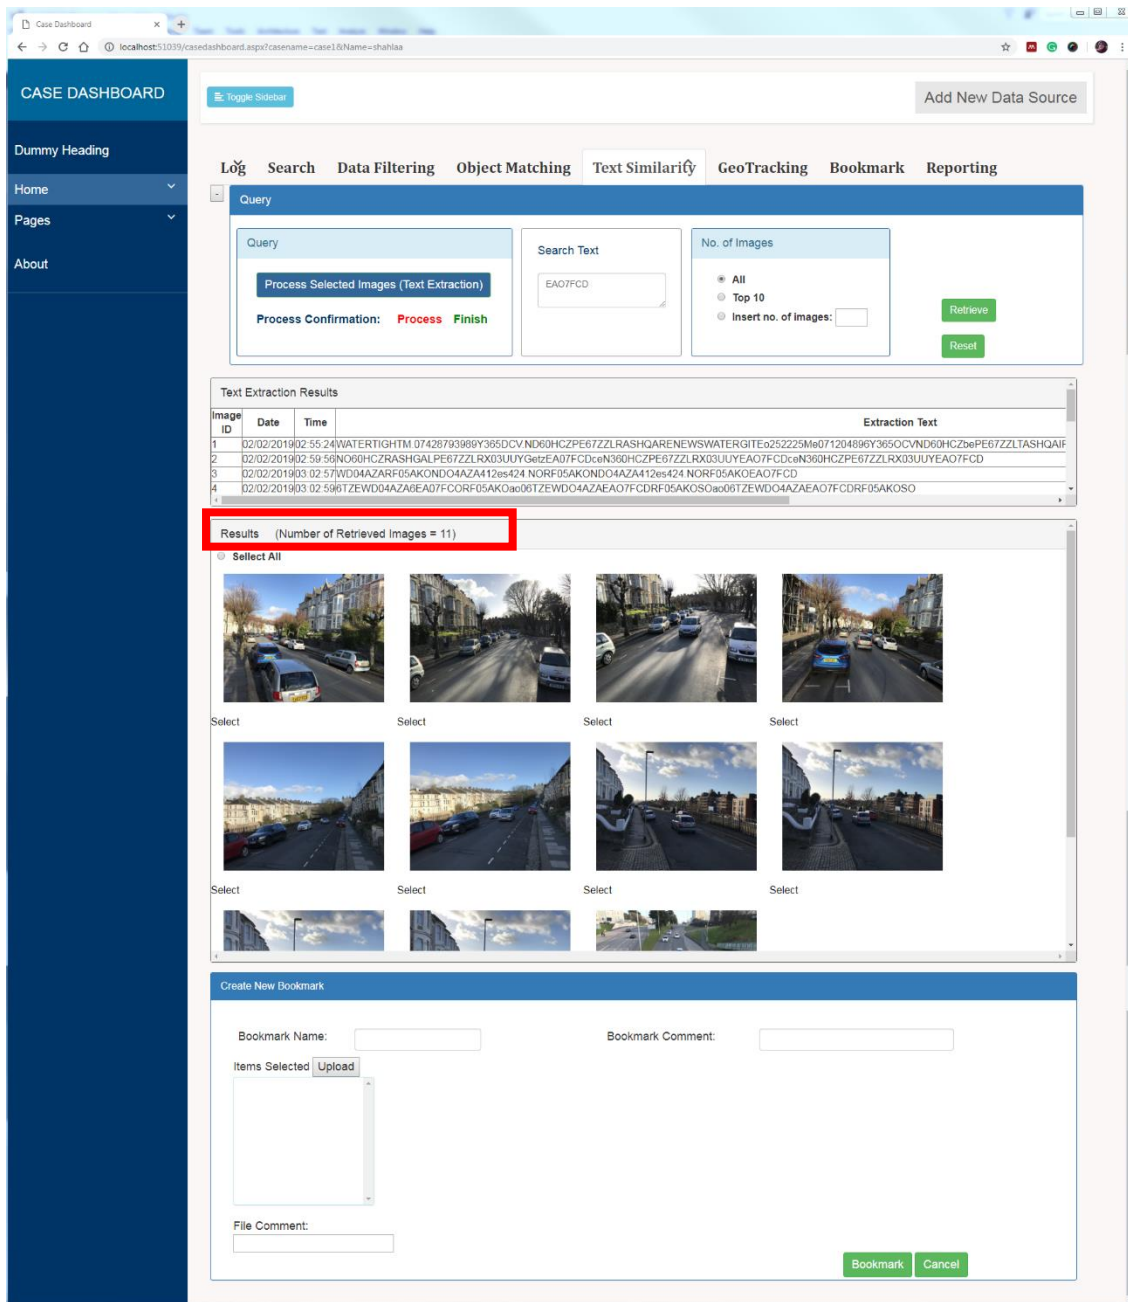 Case Dashboard
localhost:51039/casedashboard.aspx?casename=case1&Name=shahlaa
CASE DASHBOARD
Toggle Sidebar
Add New Data Source
Dummy Heading
Home
Pages
About
Log Search Data Filtering Object Matching Text Similarity GeoTracking Bookmark Reporting
-
Query
Query
Search Text
No. of Images
Process Selected Images (Text Extraction)
EAO7FCD
All
Top 10
Insert no. of images:
Process Confirmation: Process Finish
Retrieve
Reset
Text Extraction Results
Image ID Date Time Extraction Text
1 02/02/2019 02:55:24 WATERTIGHTM.07428793989Y365DCV.ND60HCZPE67ZZLRASHQARENEWSWATERGITEo252225Me071204896Y365OCVND60HCZbePE67ZZLTASHQAIF
2 02/02/2019 02:59:56 NO60HCZRASHGALPE67ZZLRX03UUYGetzEA07FCDceN360HCZPE67ZZLRX03UUYEAO7FCDceN360HCZPE67ZZLRX03UUYEAO7FCD
3 02/02/2019 03:02:57 WD04AZARF05AKONDO4AZA412es424.NORF05AKONDO4AZA412es424.NORF05AKOEAO7FCD
4 02/02/2019 03:02:59 6TZEWD04AZA6EA07FCORF05AKOao06TZEWDO4AZAEAO7FCDRF05AKOSOao06TZEWDO4AZAEAO7FCDRF05AKOSO
Results (Number of Retrieved Images = 11)
Sellect All
Select Select Select Select
Select Select Select Select
Create New Bookmark
Bookmark Name:
Bookmark Comment:
Items Selected Upload
File Comment:
Bookmark Cancel